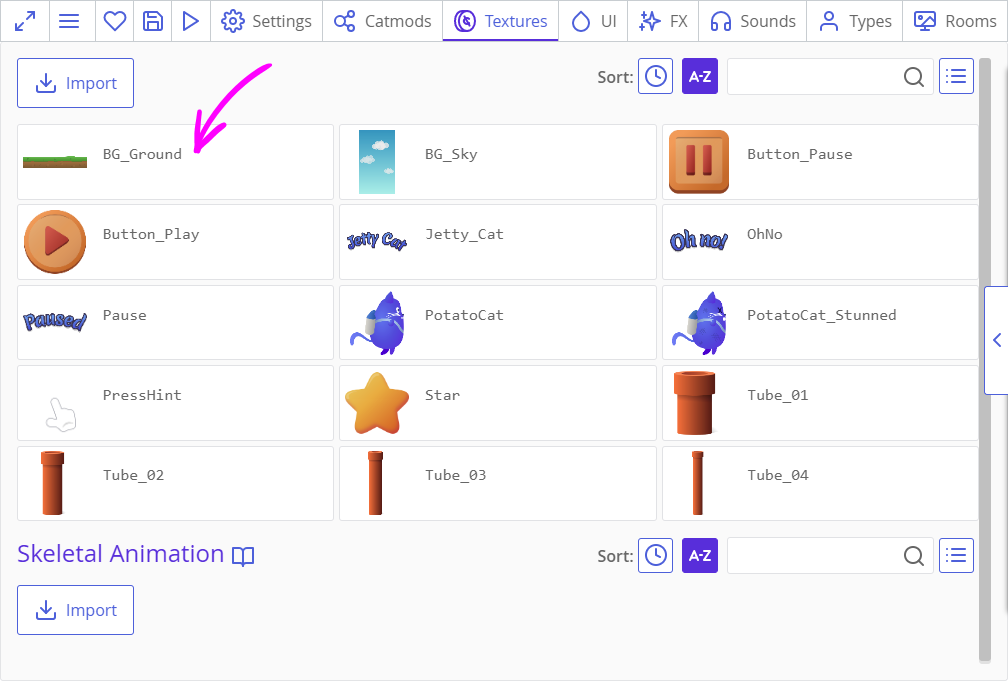 Settings Catmods Textures UI FX Sounds Types Rooms
Import Sort: A-Z
BG_Ground BG_Sky Button_Pause
Button_Play Jetty Cat Jetty_Cat Oh no! OhNo
Paused Pause PotatoCat PotatoCat_Stunned
PressHint Star Tube_01
Tube_02 Tube_03 Tube_04
Skeletal Animation Sort: A-Z
Import